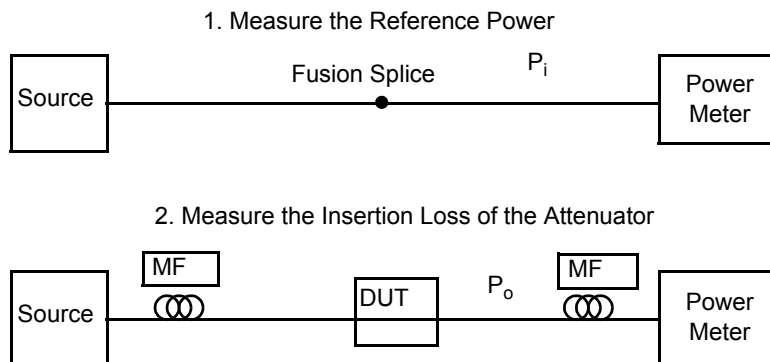 1. Measure the Reference Power
Source
Fusion Splice
Pi
Power
Meter
2. Measure the Insertion Loss of the Attenuator
Source
MF
DUT
Po
MF
Power
Meter